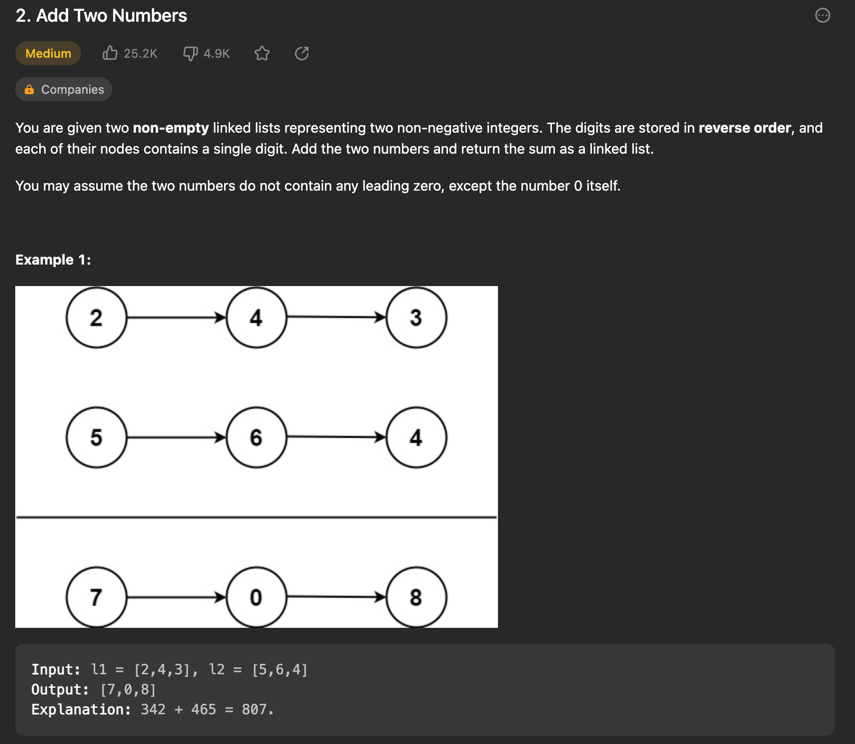 2. Add Two Numbers
Medium 25.2K 4.9K
Companies
You are given two non-empty linked lists representing two non-negative integers. The digits are stored in reverse order, and
each of their nodes contains a single digit. Add the two numbers and return the sum as a linked list.
You may assume the two numbers do not contain any leading zero, except the number 0 itself.
Example 1:
2 4 3
5 6 4
7 0 8
Input: l1 = [2,4,3], l2 = [5,6,4]
Output: [7,0,8]
Explanation: 342 + 465 = 807.